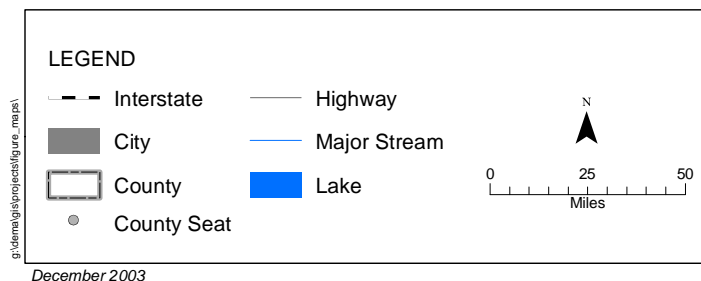 LEGEND
Interstate
Highway
City
Major Stream
County
Lake
County Seat
N
0 25 50
Miles
g:\dema\gis\projects\figure_maps\
December 2003